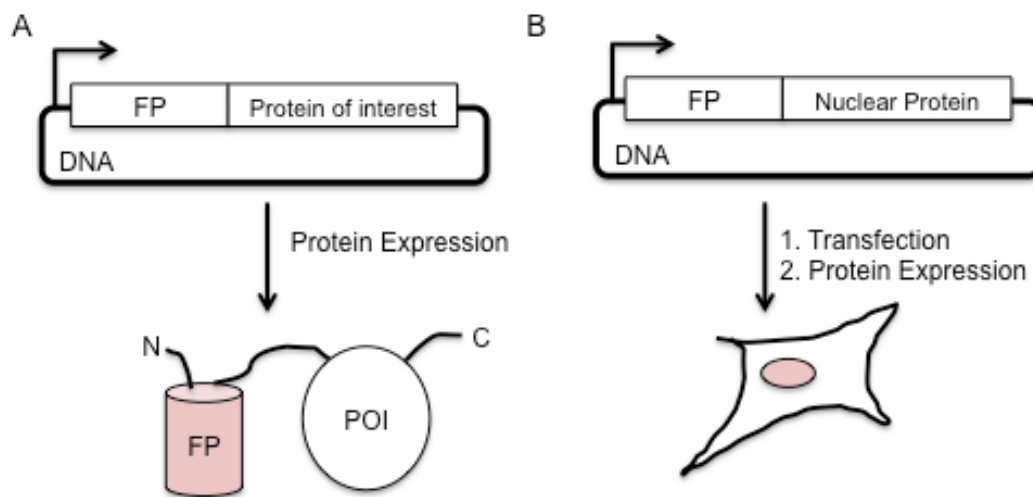 A
FP
Protein of interest
DNA
Protein Expression
N
C
FP
POI
B
FP
Nuclear Protein
DNA
1. Transfection
2. Protein Expression